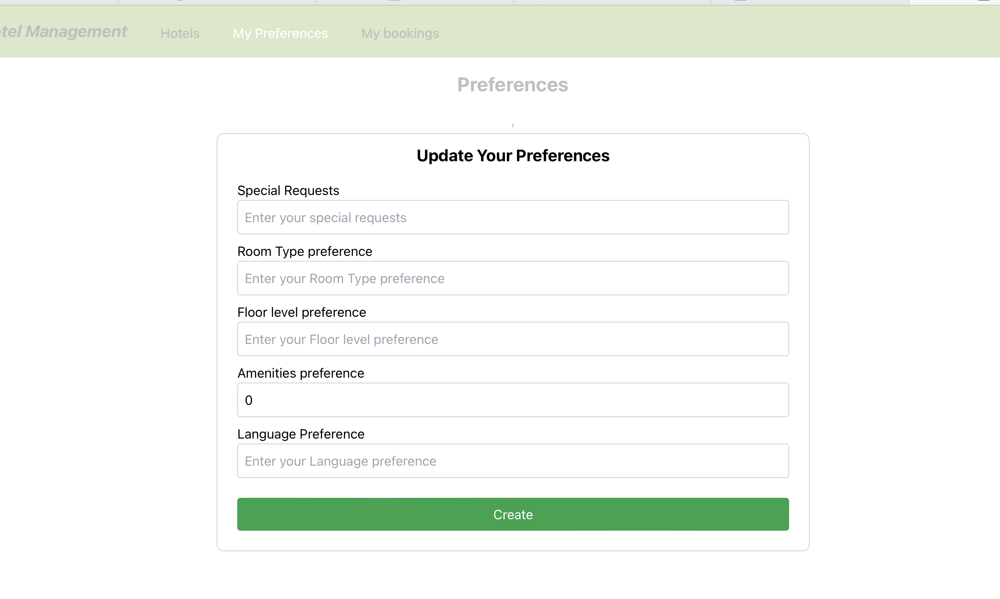 tel Management
Hotels
My Preferences
My bookings
Preferences
,
Update Your Preferences
Special Requests
Enter your special requests
Room Type preference
Enter your Room Type preference
Floor level preference
Enter your Floor level preference
Amenities preference
0
Language Preference
Enter your Language preference
Create